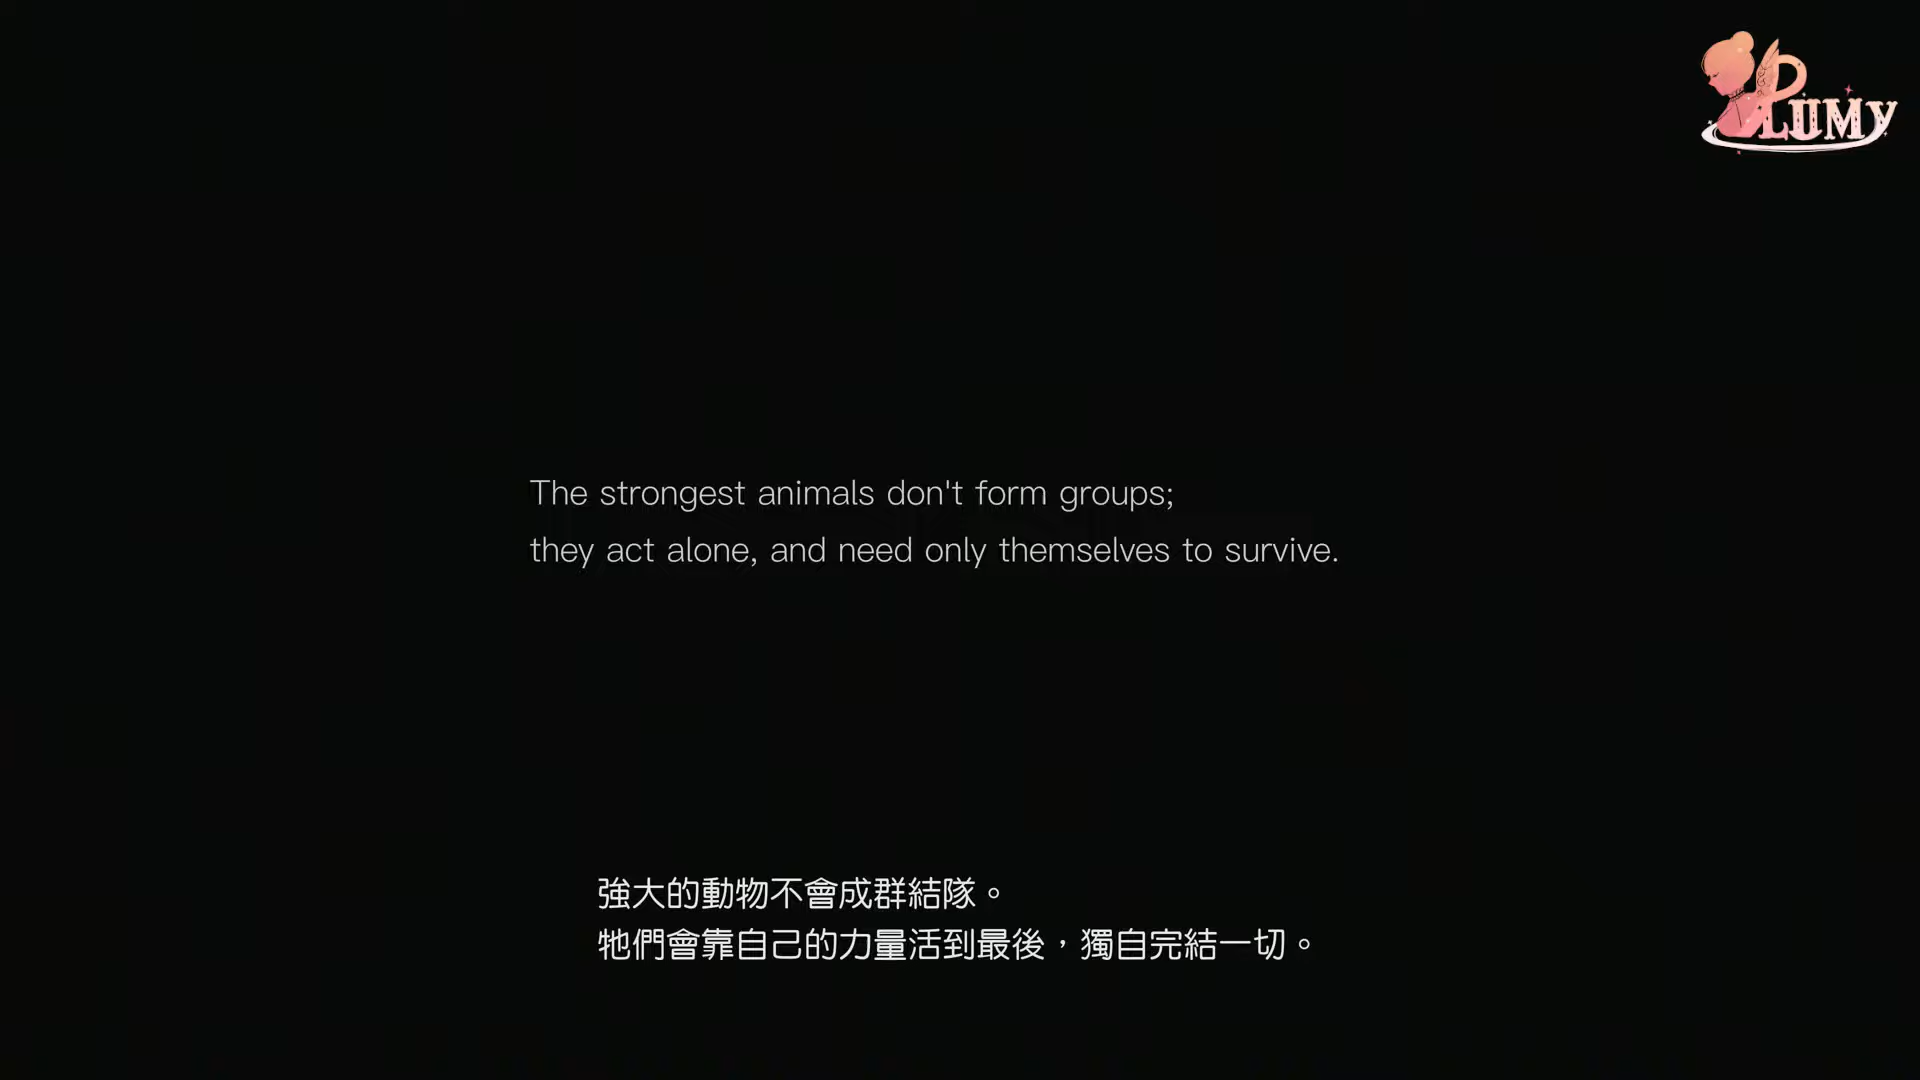 PLUMY
The strongest animals don't form groups;
they act alone, and need only themselves to survive.
強大的動物不會成群結隊。
牠們會靠自己的力量活到最後，獨自完結一切。